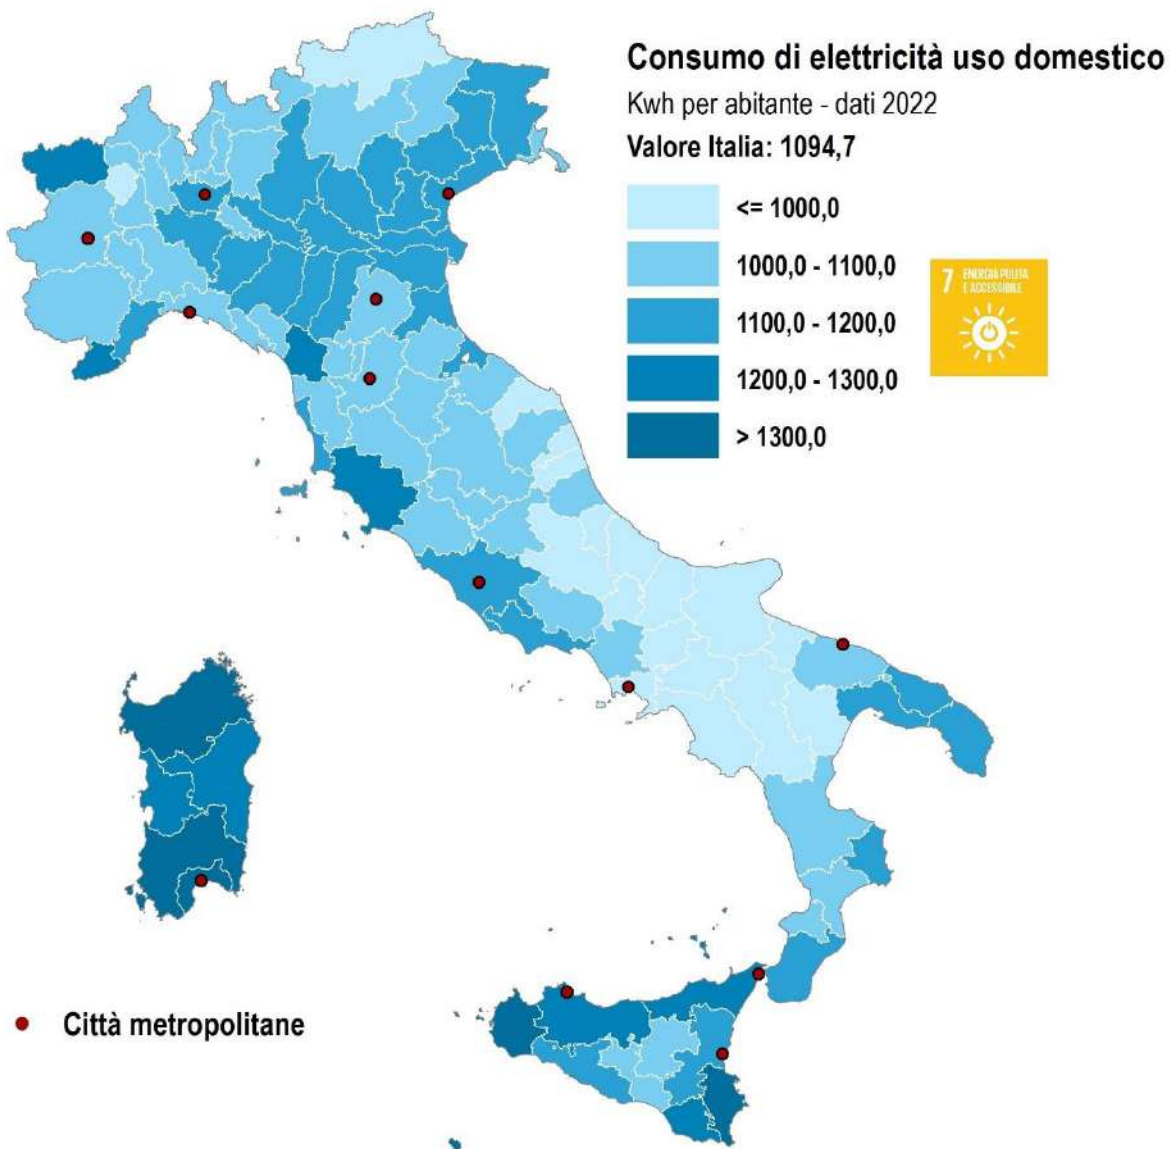 Consumo di elettricità uso domestico
Kwh per abitante - dati 2022
Valore Italia: 1094,7
<= 1000,0
1000,0 - 1100,0
1100,0 - 1200,0
1200,0 - 1300,0
> 1300,0
7 ENERGIA PULITA
E ACCESSIBILE
Città metropolitane